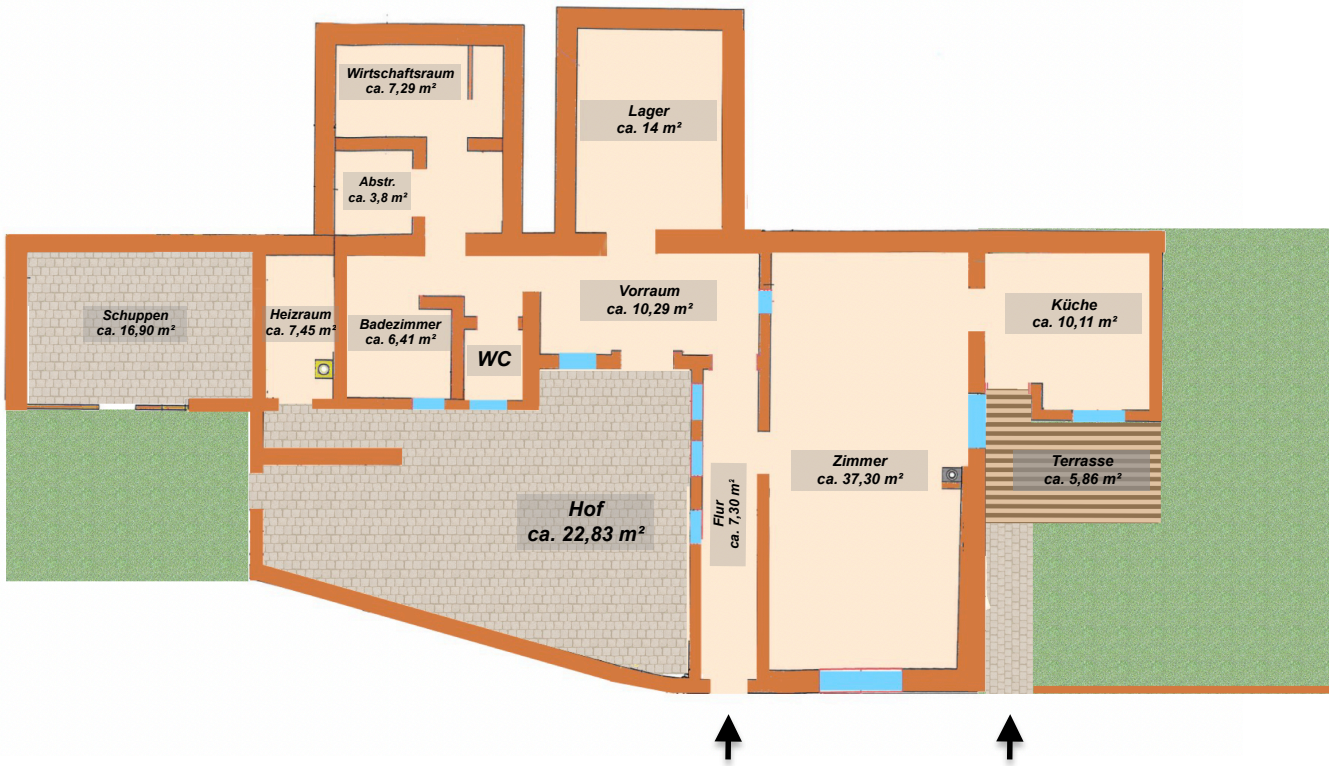 Wirtschaftsraum
ca. 7,29 m²
Lager
ca. 14 m²
Abstr.
ca. 3,8 m²
Schuppen
ca. 16,90 m²
Heizraum
ca. 7,45 m²
Badezimmer
ca. 6,41 m²
WC
Vorraum
ca. 10,29 m²
Küche
ca. 10,11 m²
Hof
ca. 22,83 m²
Flur
ca. 7,30 m²
Zimmer
ca. 37,30 m²
Terrasse
ca. 5,86 m²